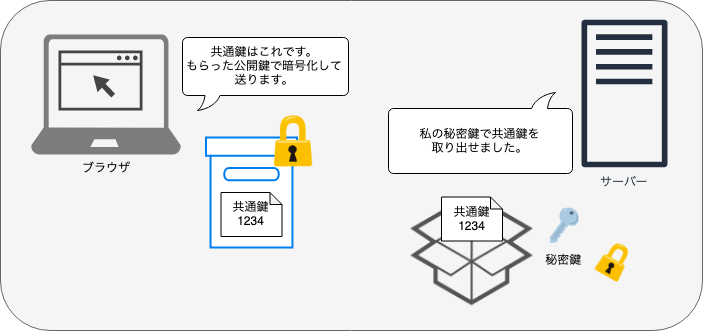 共通鍵はこれです。
もらった公開鍵で暗号化して
送ります。
ブラウザ
共通鍵
1234
私の秘密鍵で共通鍵を
取り出せました。
サーバー
共通鍵
1234
秘密鍵